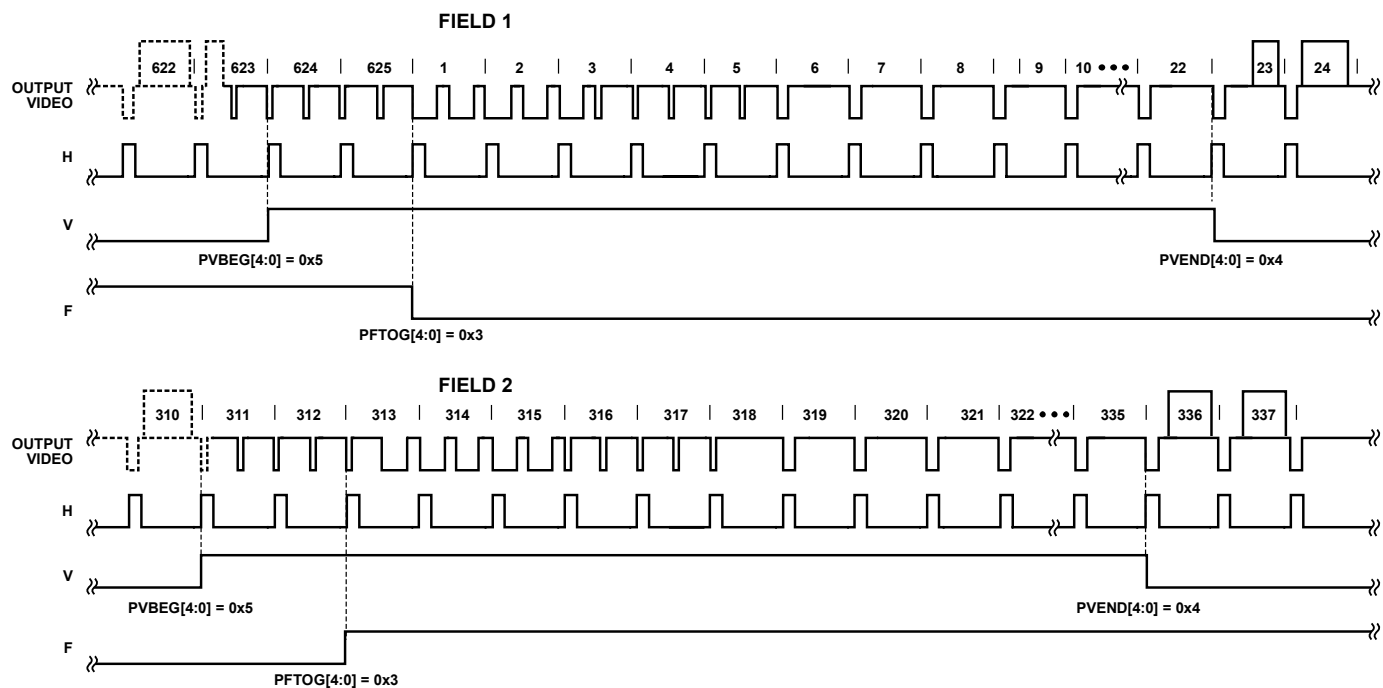 FIELD 1
622 623 624 625 1 2 3 4 5 6 7 8 9 10 ••• 22 23 24
OUTPUT
VIDEO
H
V
PVBEG[4:0] = 0x5 PVEND[4:0] = 0x4
F
PFTOG[4:0] = 0x3
FIELD 2
310 311 312 313 314 315 316 317 318 319 320 321 322 ••• 335 336 337
OUTPUT
VIDEO
H
V
PVBEG[4:0] = 0x5 PVEND[4:0] = 0x4
F
PFTOG[4:0] = 0x3